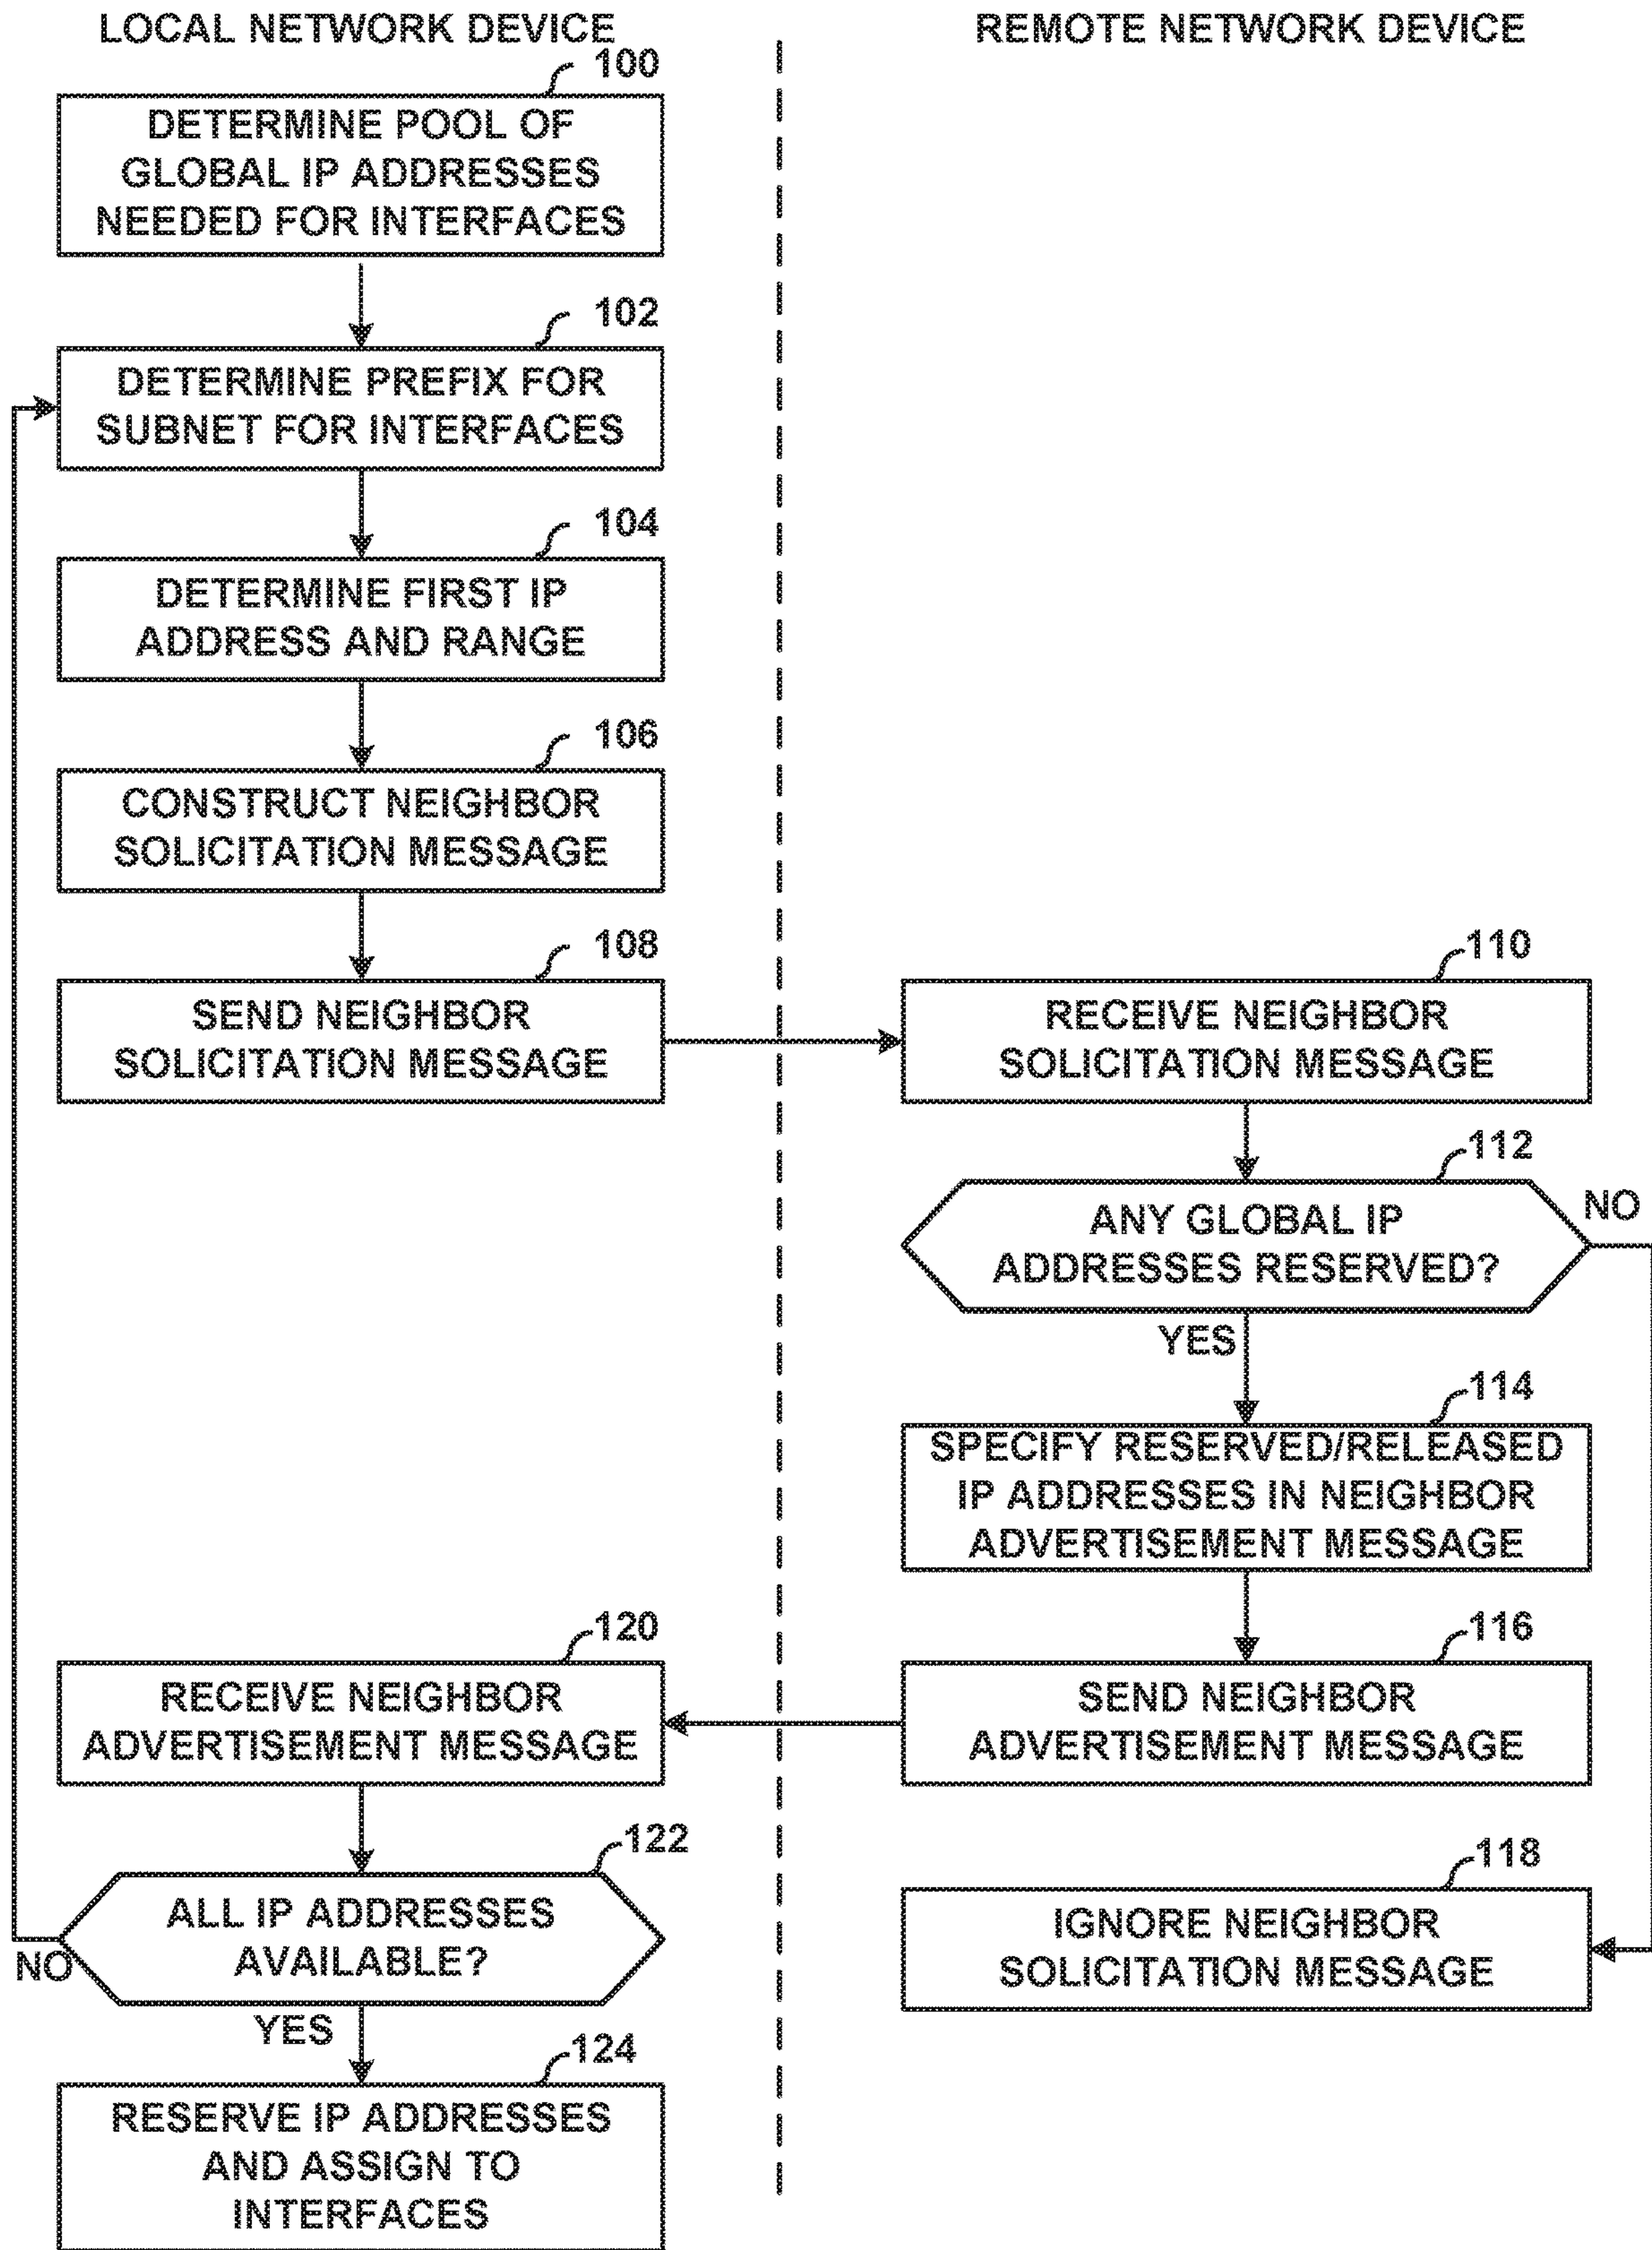 LOCAL NETWORK DEVICE
REMOTE NETWORK DEVICE
100
DETERMINE POOL OF
GLOBAL IP ADDRESSES
NEEDED FOR INTERFACES
102
DETERMINE PREFIX FOR
SUBNET FOR INTERFACES
104
DETERMINE FIRST IP
ADDRESS AND RANGE
106
CONSTRUCT NEIGHBOR
SOLICITATION MESSAGE
108
SEND NEIGHBOR
SOLICITATION MESSAGE
110
RECEIVE NEIGHBOR
SOLICITATION MESSAGE
112
ANY GLOBAL IP
ADDRESSES RESERVED?
NO
YES
114
SPECIFY RESERVED/RELEASED
IP ADDRESSES IN NEIGHBOR
ADVERTISEMENT MESSAGE
116
SEND NEIGHBOR
ADVERTISEMENT MESSAGE
118
IGNORE NEIGHBOR
SOLICITATION MESSAGE
120
RECEIVE NEIGHBOR
ADVERTISEMENT MESSAGE
122
ALL IP ADDRESSES
AVAILABLE?
NO
YES
124
RESERVE IP ADDRESSES
AND ASSIGN TO
INTERFACES